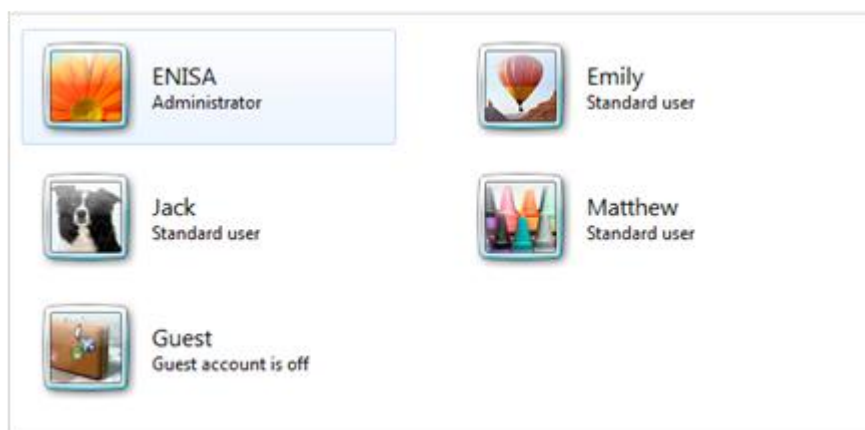 ENISA
Administrator
Emily
Standard user
Jack
Standard user
Matthew
Standard user
Guest
Guest account is off